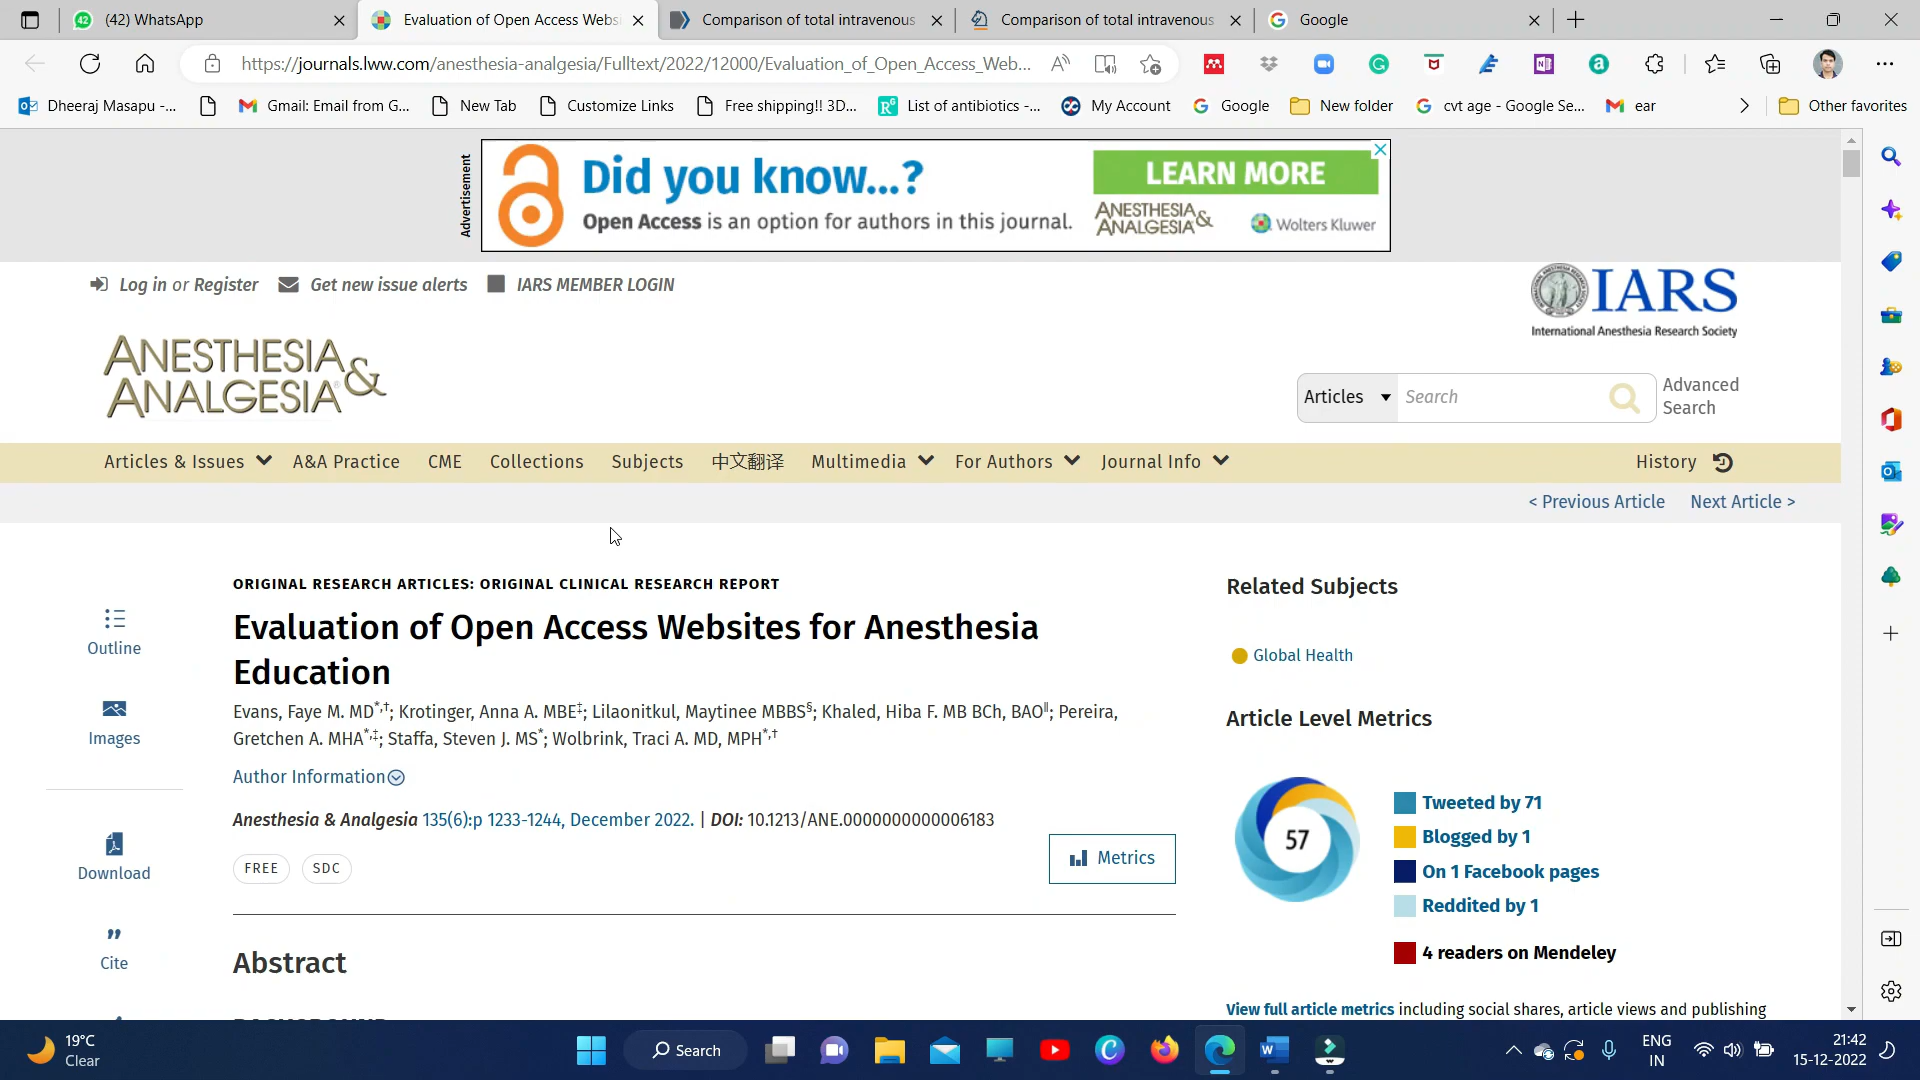 42
(42) WhatsApp
Evaluation of Open Access Websi
Comparison of total intravenous
Comparison of total intravenous
Google
https://journals.lww.com/anesthesia-analgesia/Fulltext/2022/12000/Evaluation_of_Open_Access_Web...
Dheeraj Masapu -...
Gmail: Email from G...
New Tab
Customize Links
Free shipping!! 3D...
List of antibiotics -...
My Account
Google
New folder
cvt age - Google Se...
ear
Other favorites
Advertisement
Did you know...?
Open Access is an option for authors in this journal.
LEARN MORE
ANESTHESIA & ANALGESIA
Wolters Kluwer
Log in or Register
Get new issue alerts
IARS MEMBER LOGIN
IARS
International Anesthesia Research Society
ANESTHESIA &
ANALGESIA®
Articles
Search
Advanced
Search
Articles & Issues
A&A Practice
CME
Collections
Subjects
中文翻译
Multimedia
For Authors
Journal Info
History
< Previous Article
Next Article >
ORIGINAL RESEARCH ARTICLES: ORIGINAL CLINICAL RESEARCH REPORT
Evaluation of Open Access Websites for Anesthesia
Education
Evans, Faye M. MD*,†; Krotinger, Anna A. MBE‡; Lilaonitkul, Maytinee MBBS§; Khaled, Hiba F. MB BCh, BAO‖; Pereira,
Gretchen A. MHA*,‡; Staffa, Steven J. MS*; Wolbrink, Traci A. MD, MPH*,†
Author Information
Anesthesia & Analgesia 135(6):p 1233-1244, December 2022. | DOI: 10.1213/ANE.0000000000006183
FREE
SDC
Metrics
Abstract
Outline
Images
Download
Cite
Related Subjects
Global Health
Article Level Metrics
57
Tweeted by 71
Blogged by 1
On 1 Facebook pages
Reddited by 1
4 readers on Mendeley
View full article metrics including social shares, article views and publishing
19°C
Clear
Search
ENG
IN
21:42
15-12-2022